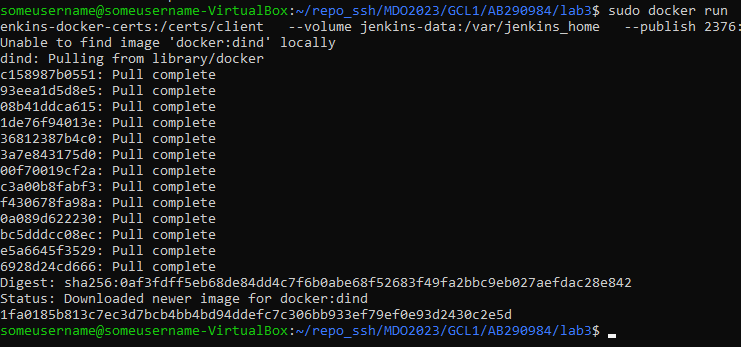 someusername@someusername-VirtualBox:~/repo_ssh/MDO2023/GCL1/AB290984/lab3$ sudo docker run
enkins-docker-certs:/certs/client   --volume jenkins-data:/var/jenkins_home   --publish 2376:
Unable to find image 'docker:dind' locally
dind: Pulling from library/docker
c158987b0551: Pull complete
93eea1d5d8e5: Pull complete
08b41ddca615: Pull complete
1de76f94013e: Pull complete
36812387b4c0: Pull complete
3a7e843175d0: Pull complete
00f70019cf2a: Pull complete
c3a00b8fabf3: Pull complete
f430678fa98a: Pull complete
0a089d622230: Pull complete
bc5dddcc08ec: Pull complete
e5a6645f3529: Pull complete
6928d24cd666: Pull complete
Digest: sha256:0af3fdff5eb68de84dd4c7f6b0abe68f52683f49fa2bbc9eb027aefdac28e842
Status: Downloaded newer image for docker:dind
1fa0185b813c7ec3d7bcb4bb4bd94ddefc7c306bb933ef79ef0e93d2430c2e5d
someusername@someusername-VirtualBox:~/repo_ssh/MDO2023/GCL1/AB290984/lab3$